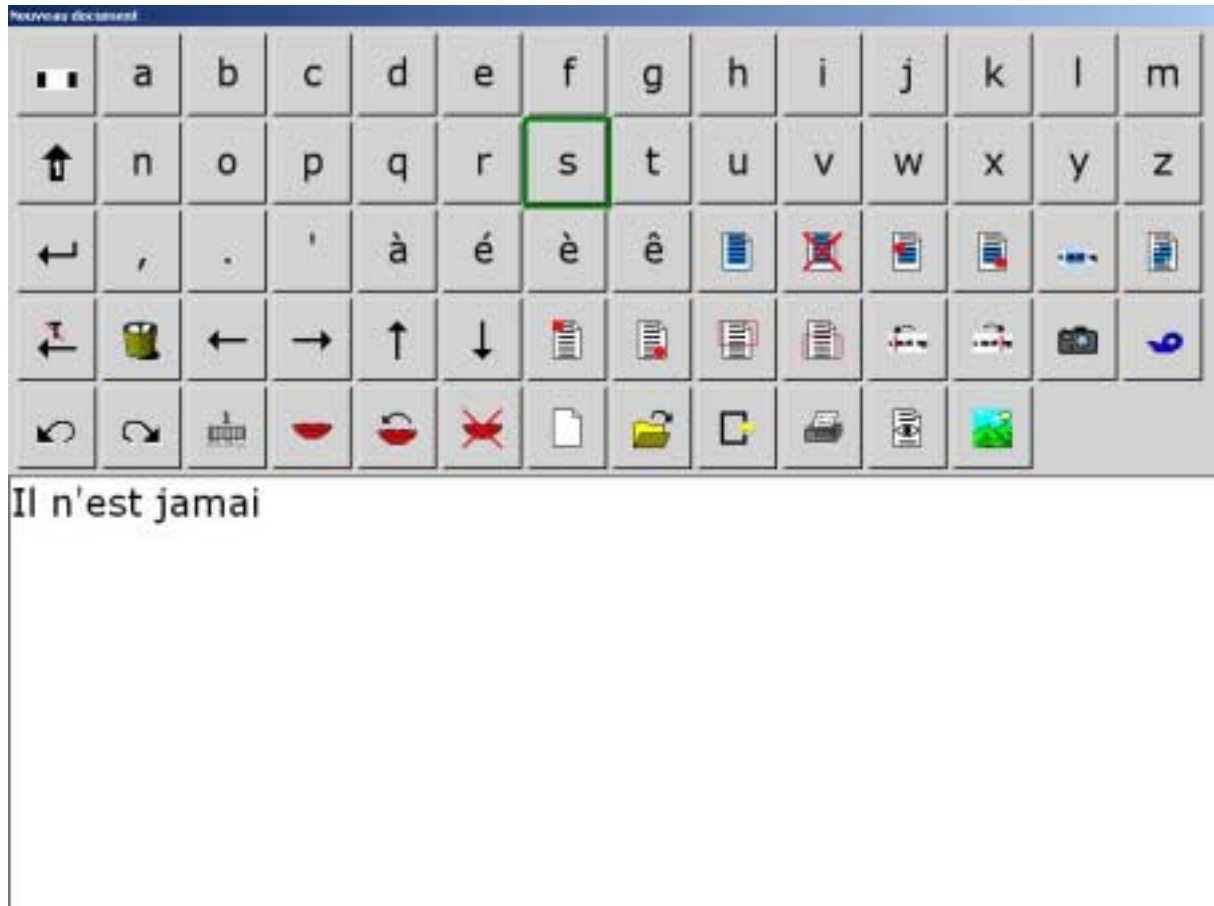 Nouveau document
a b c d e f g h i j k l m
n o p q r s t u v w x y z
, . ' à é è ê
Il n'est jamai